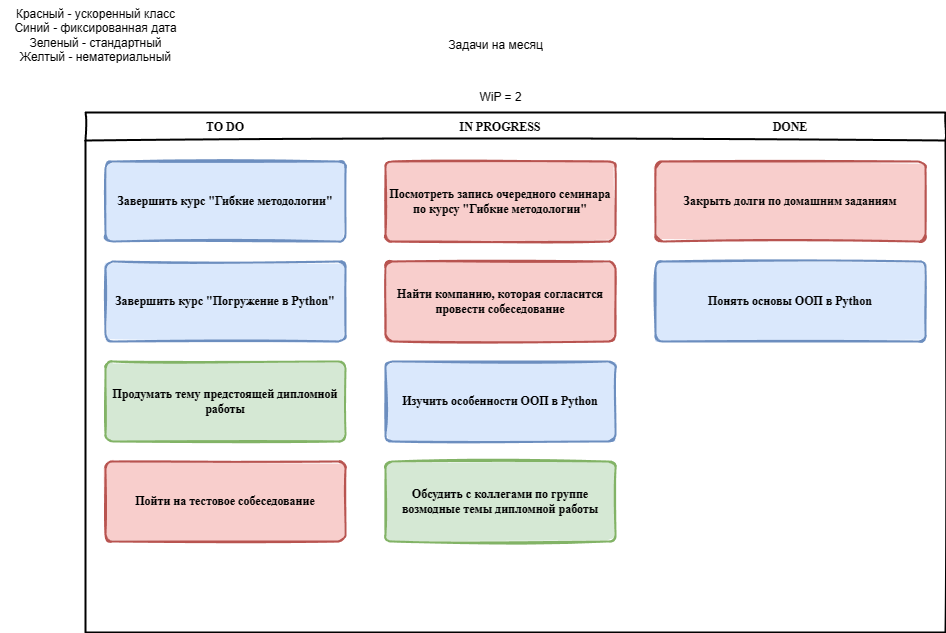 Красный - ускоренный класс
Синий - фиксированная дата
Зеленый - стандартный
Желтый - нематериальный
Задачи на месяц
WiP = 2
TO DO
IN PROGRESS
DONE
Завершить курс "Гибкие методологии"
Посмотреть запись очередного семинара
по курсу "Гибкие методологии"
Закрыть долги по домашним заданиям
Завершить курс "Погружение в Python"
Найти компанию, которая согласится
провести собеседование
Понять основы ООП в Python
Продумать тему предстоящей дипломной
работы
Изучить особенности ООП в Python
Пойти на тестовое собеседование
Обсудить с коллегами по группе
возмодные темы дипломной работы